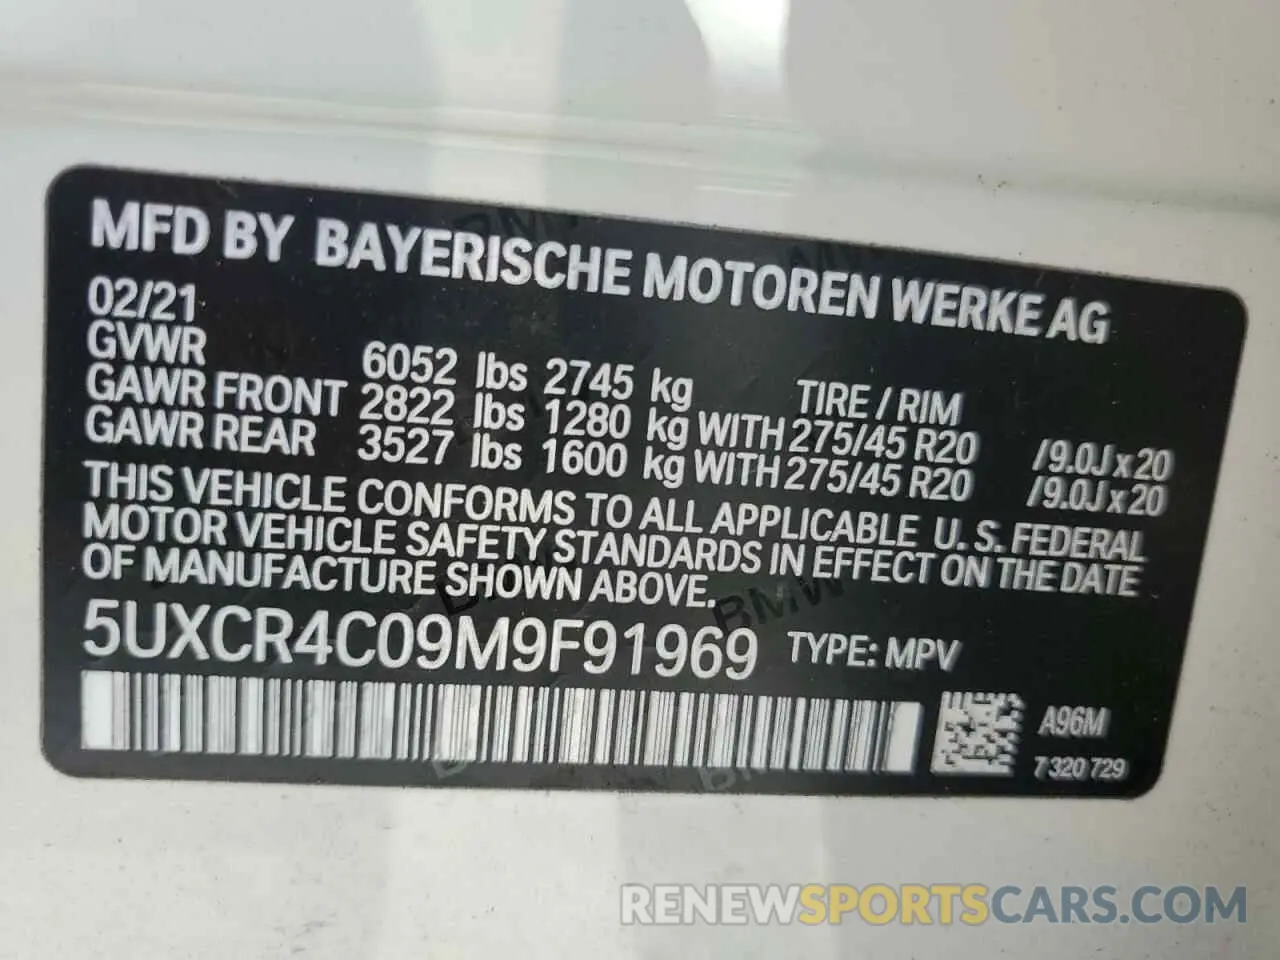 MFD BY BAYERISCHE MOTOREN WERKE AG
02/21
GVWR 6052 lbs 2745 kg TIRE / RIM
GAWR FRONT 2822 lbs 1280 kg WITH 275/45 R20 /9.0J x 20
GAWR REAR 3527 lbs 1600 kg WITH 275/45 R20 /9.0J x 20
THIS VEHICLE CONFORMS TO ALL APPLICABLE U. S. FEDERAL
MOTOR VEHICLE SAFETY STANDARDS IN EFFECT ON THE DATE
OF MANUFACTURE SHOWN ABOVE.
5UXCR4C09M9F91969 TYPE: MPV
A96M
7 320 729
RENEWSPORTSCARS.COM